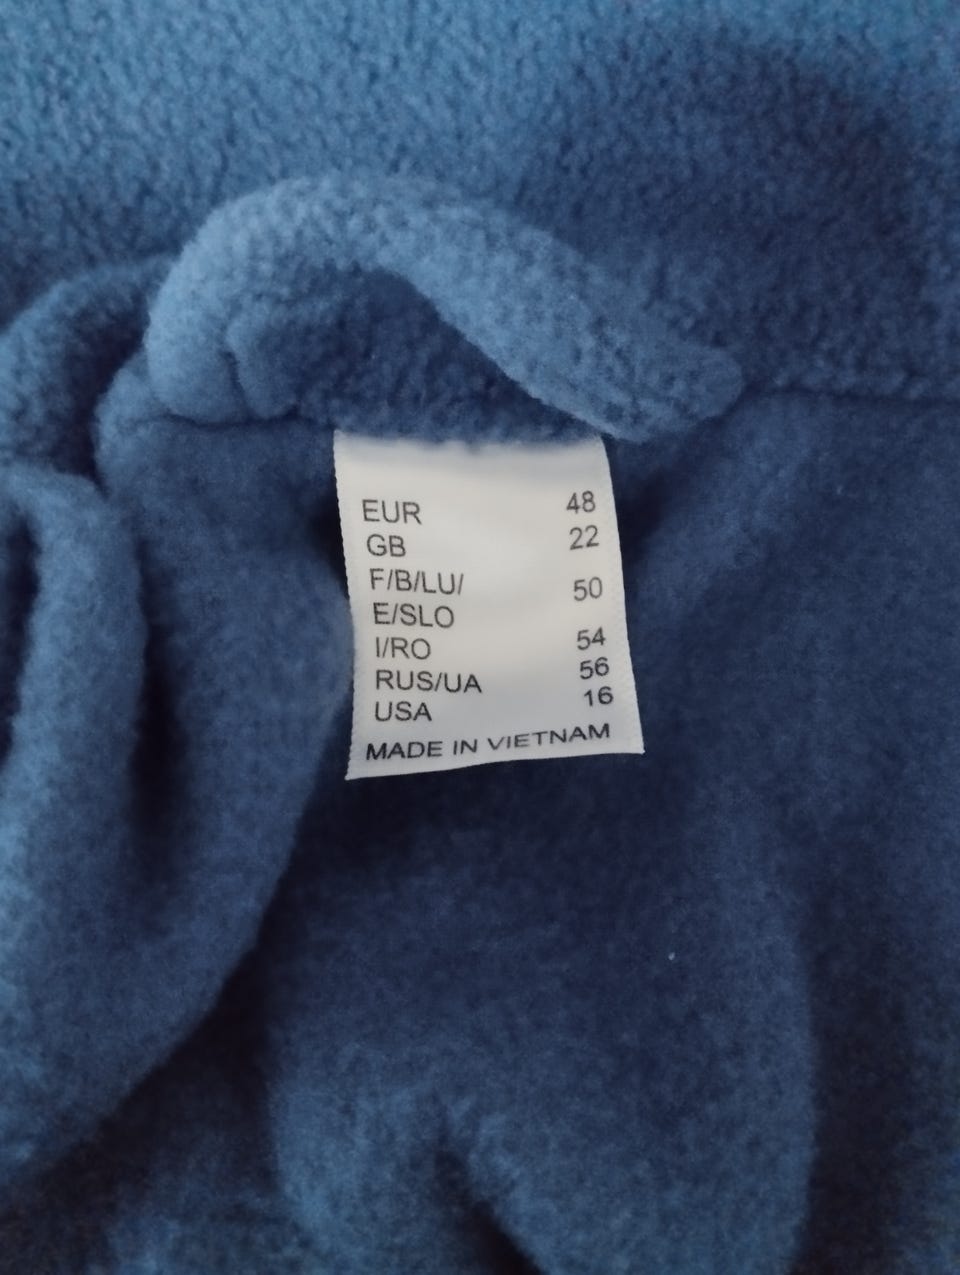 EUR 48
GB 22
F/B/LU/
E/SLO 50
I/RO 54
RUS/UA 56
USA 16
MADE IN VIETNAM